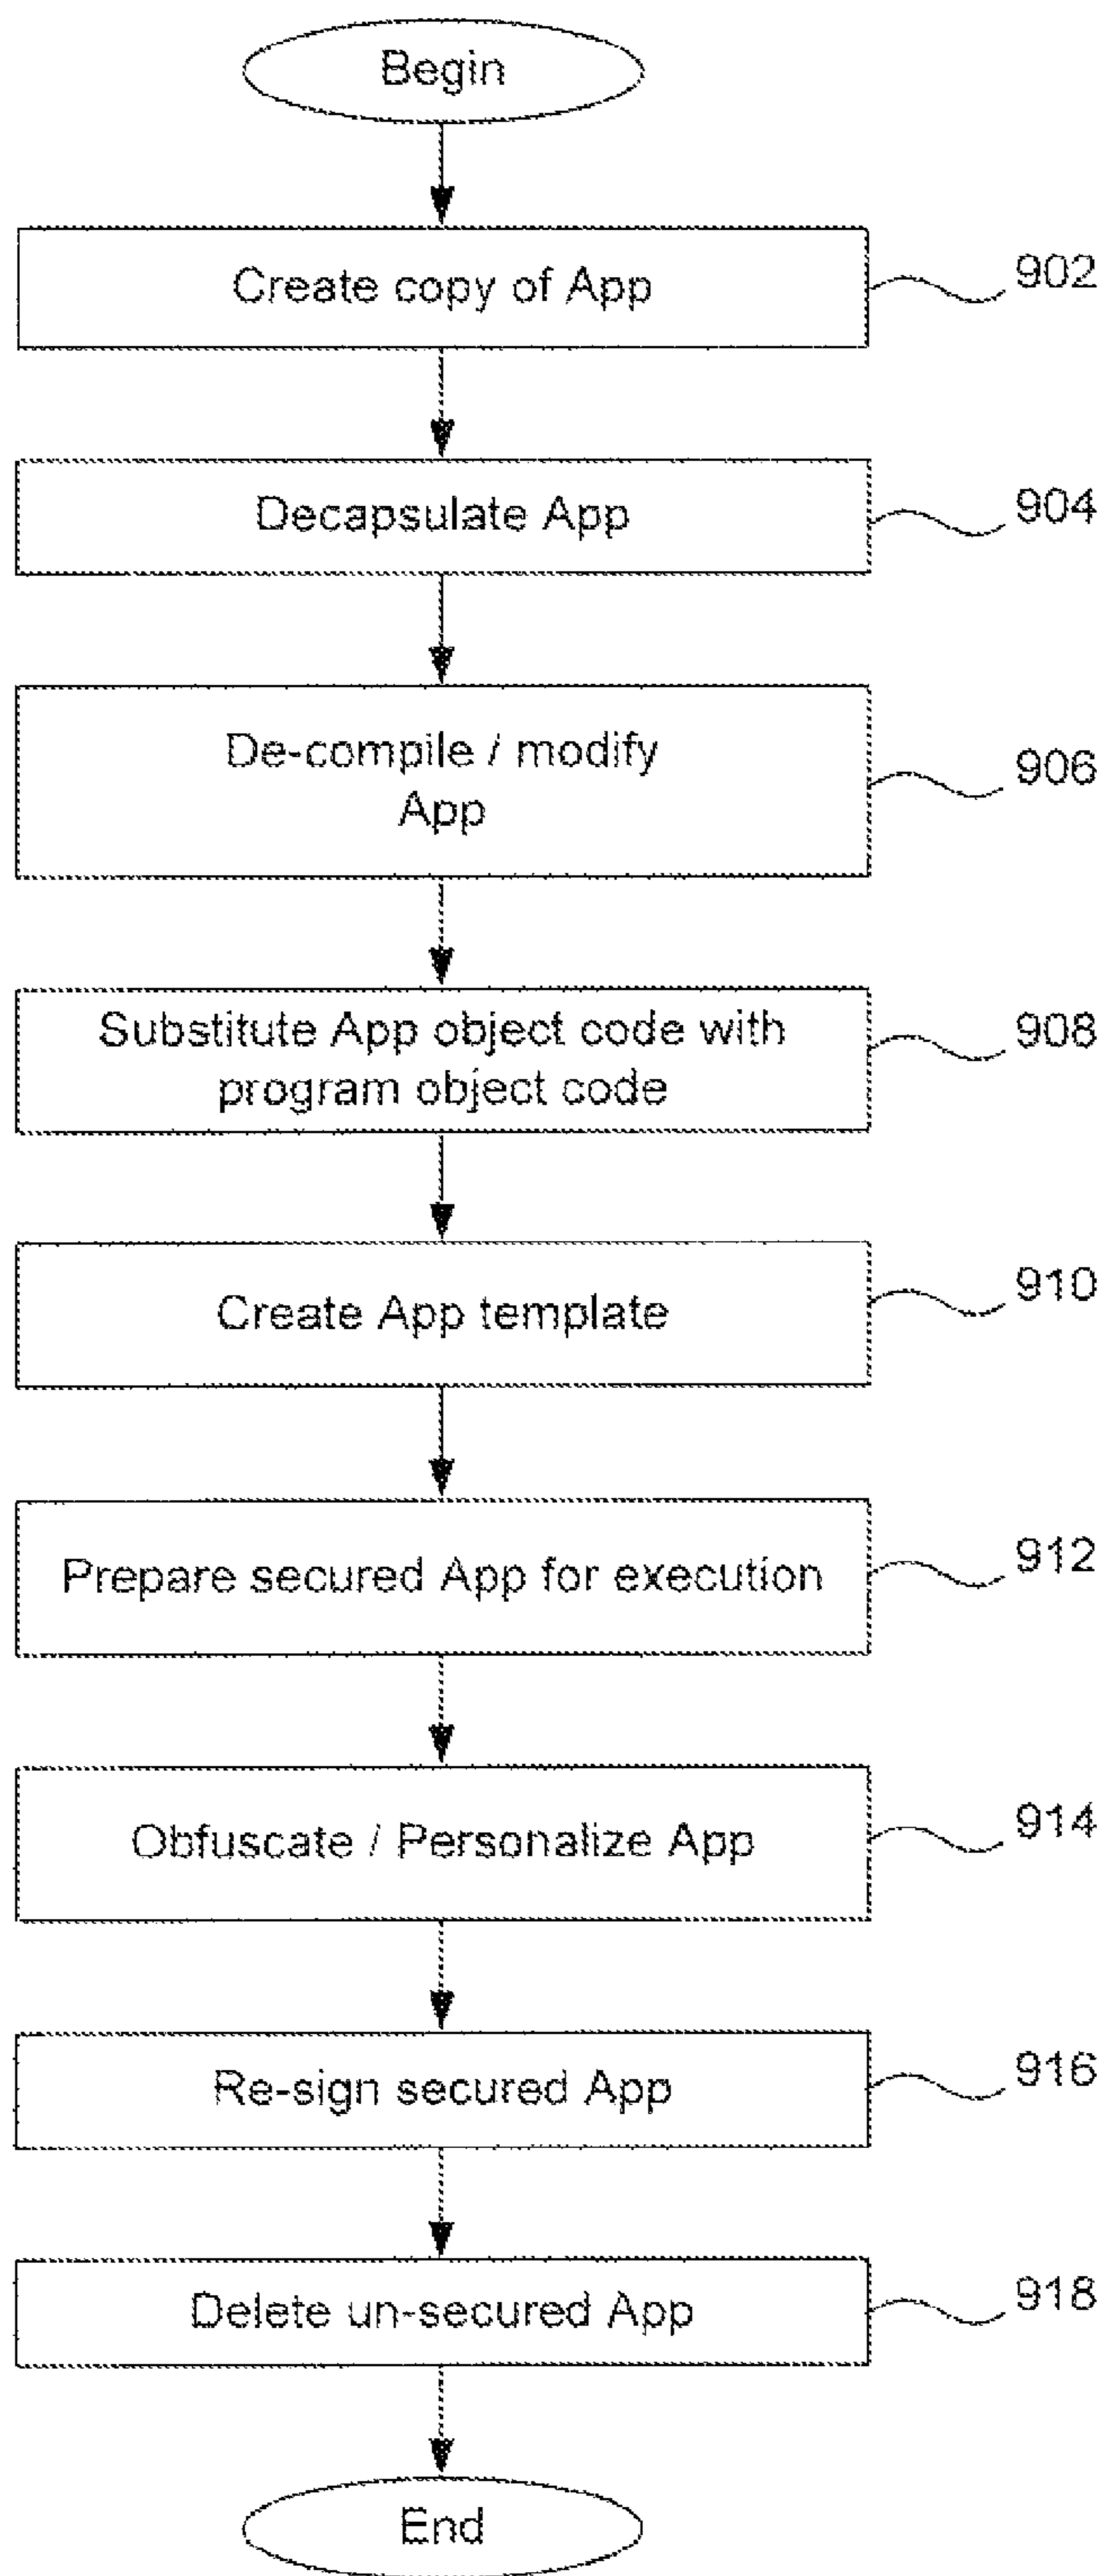 Begin
Create copy of App
902
Decapsulate App
904
De-compile / modify
App
906
Substitute App object code with
program object code
908
Create App template
910
Prepare secured App for execution
912
Obfuscate / Personalize App
914
Re-sign secured App
916
Delete un-secured App
918
End